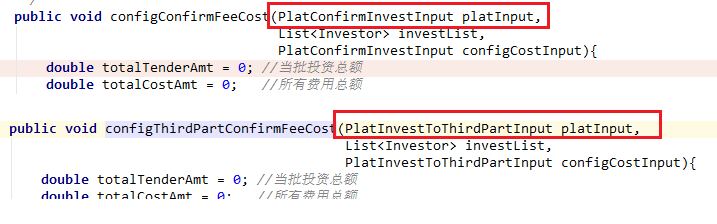 public void configConfirmFeeCost(PlatConfirmInvestInput platInput,
List<Investor> investList,
PlatConfirmInvestInput configCostInput){
double totalTenderAmt = 0; //当批投资总额
double totalCostAmt = 0; //所有费用总额
public void configThirdPartConfirmFeeCost(PlatInvestToThirdPartInput platInput,
List<Investor> investList,
PlatInvestToThirdPartInput configCostInput){
double totalTenderAmt = 0; //当批投资总额
double totalCostAmt = 0; //所有费用总额